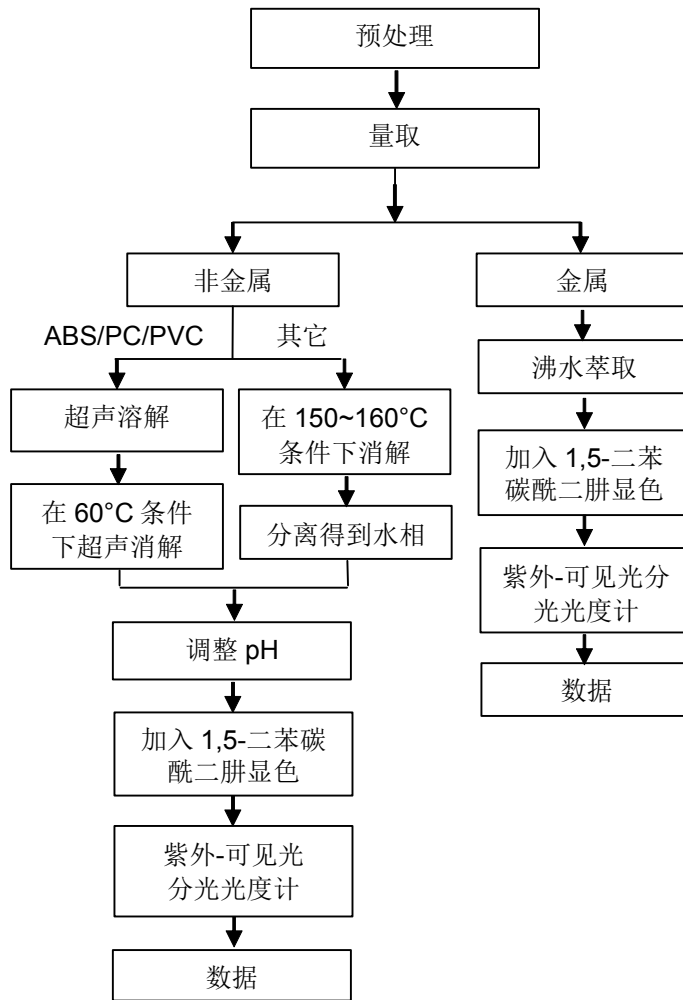 预处理
量取
非金属
金属
ABS/PC/PVC
其它
沸水萃取
超声溶解
在 150~160°C
条件下消解
加入 1,5-二苯
碳酰二肼显色
在 60°C 条件
下超声消解
分离得到水相
紫外-可见光分
光光度计
调整 pH
数据
加入 1,5-二苯碳
酰二肼显色
紫外-可见光
分光光度计
数据